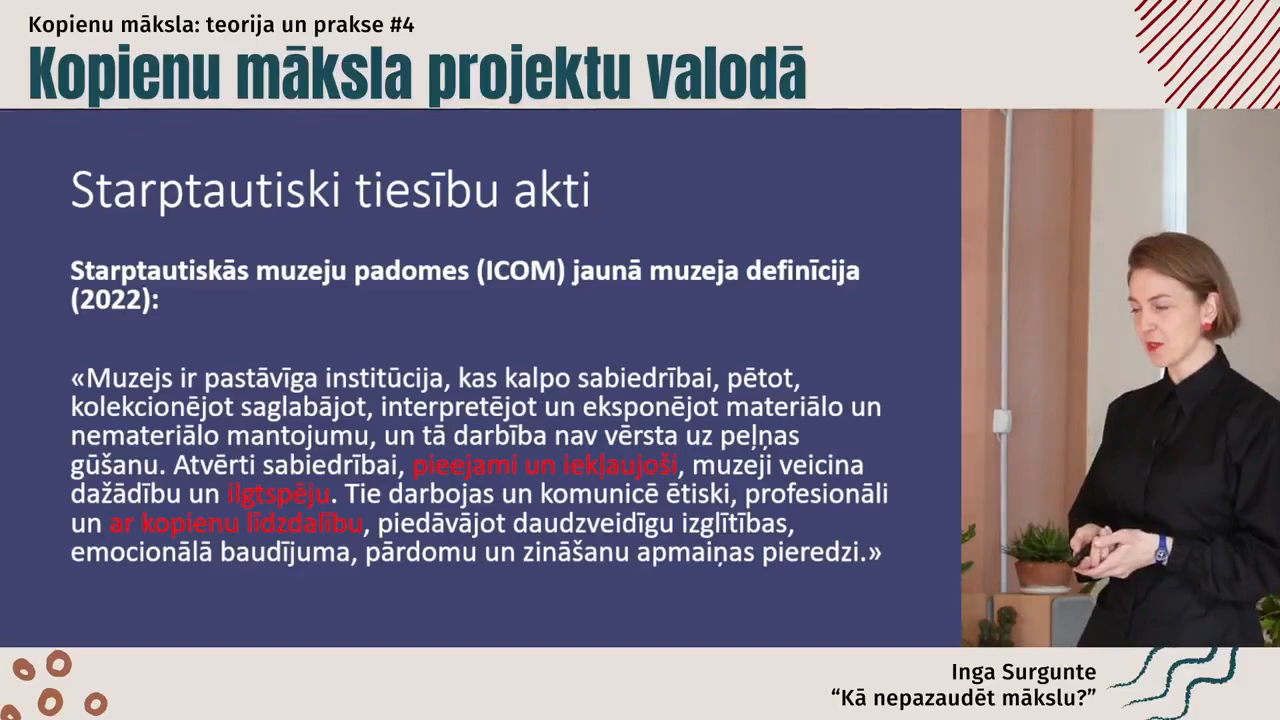 Kopienu māksla: teorija un prakse #4
Kopienu māksla projektu valodā
Starptautiski tiesību akti
Starptautiskās muzeju padomes (ICOM) jaunā muzeja definīcija
(2022):
«Muzejs ir pastāvīga institūcija, kas kalpo sabiedrībai, pētot,
kolekcionējot saglabājot, interpretējot un eksponējot materiālo un
nemateriālo mantojumu, un tā darbība nav vērsta uz peļņas
gūšanu. Atvērti sabiedrībai, pieejami un iekļaujoši, muzeji veicina
dažādību un ilgtspēju. Tie darbojas un komunicē ētiski, profesionāli
un ar kopienu līdzdalību, piedāvājot daudzveidīgu izglītības,
emocionālā baudījuma, pārdomu un zināšanu apmaiņas pieredzi.»
Inga Surgunte
“Kā nepazaudēt mākslu?”